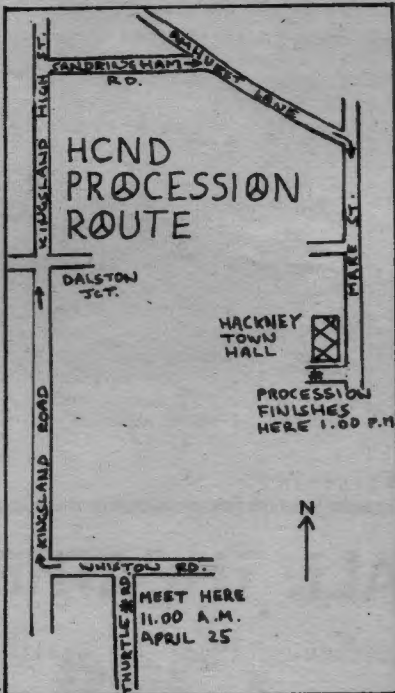 KINGSLAND HIGH ST.
SANDRINGHAM
RD.
AMHURST LANE
HCND
PROCESSION
ROUTE
MARE ST.
DALSTON
JCT.
HACKNEY
TOWN
HALL
PROCESSION
FINISHES
HERE 1.00 P.M
KINGSLAND ROAD
N
WHISTON RD.
THURTLE RD
MEET HERE
11.00 A.M.
APRIL 25